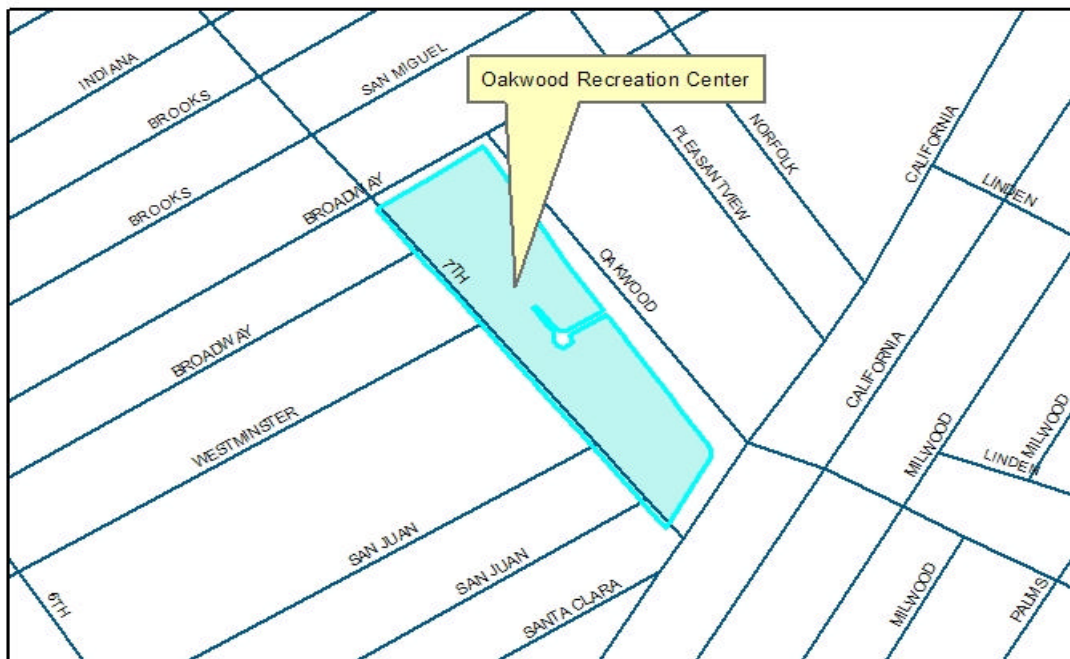 INDIANA
BROOKS
SAN MIGUEL
Oakwood Recreation Center
NORFOLK
PLEASANTVIEW
CALIFORNIA
LINDEN
BROOKS
BROADWAY
7TH
OAKWOOD
BROADWAY
CALIFORNIA
WESTMINSTER
MILWOOD
LINDEN
MILWOOD
SAN JUAN
SAN JUAN
6TH
SANTA CLARA
MILWOOD
PALMS